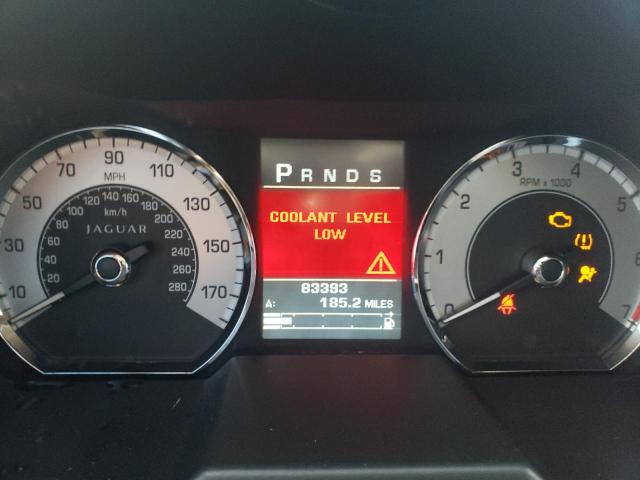 10 30 50 70 90 110 130 150 170
MPH
20 40 60 80 100 120 140 160 180 200 220 240 260 280
km/h
JAGUAR
P R N D S
COOLANT LEVEL
LOW
83393
A: 185.2 MILES
0 1 2 3 4 5 6 7
RPM x 1000